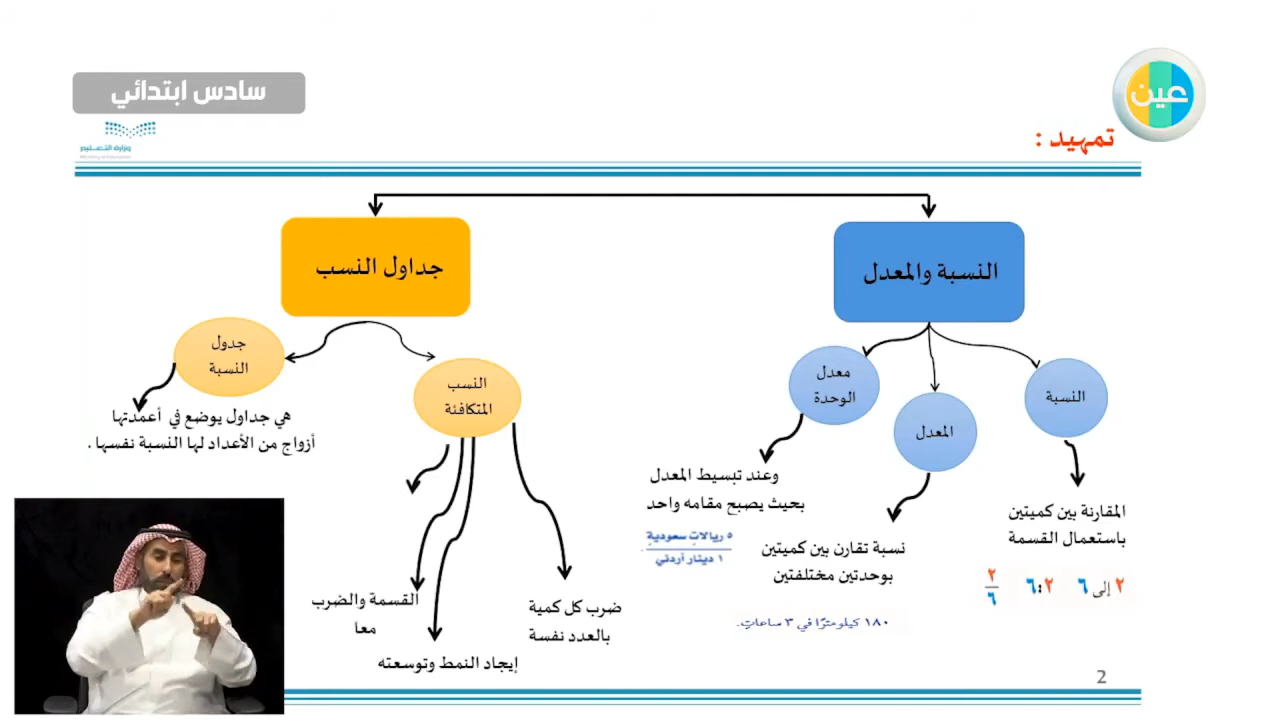 عين
سادس ابتدائي
وزارة التعليم
Ministry of Education
تمهيد :
النسبة والمعدل
جداول النسب
النسبة
المعدل
معدل
الوحدة
المقارنة بين كميتين
باستعمال القسمة
٢ إلى ٦ ٢:٦ ٢/٦
نسبة تقارن بين كميتين
بوحدتين مختلفتين
١٨٠ كيلومترًا في ٣ ساعات.
وعند تبسيط المعدل
بحيث يصبح مقامه واحد
٥ ريالات سعودية
١ دينار أردني
النسب
المتكافئة
ضرب كل كمية
بالعدد نفسة
إيجاد النمط وتوسعته
القسمة والضرب
معا
جدول
النسبة
هي جداول يوضع في أعمدتها
أزواج من الأعداد لها النسبة نفسها .
2